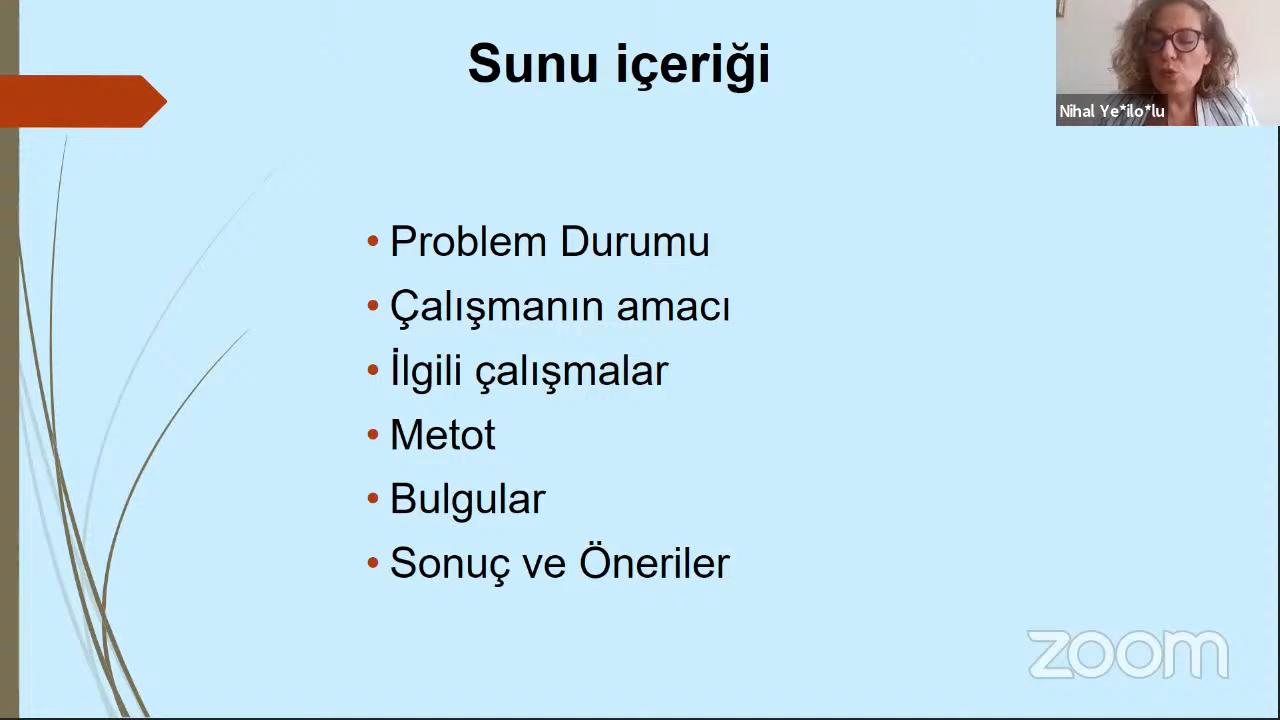 Sunu içeriği
Nihal Ye*ilo*lu
• Problem Durumu
• Çalışmanın amacı
• İlgili çalışmalar
• Metot
• Bulgular
• Sonuç ve Öneriler
zoom